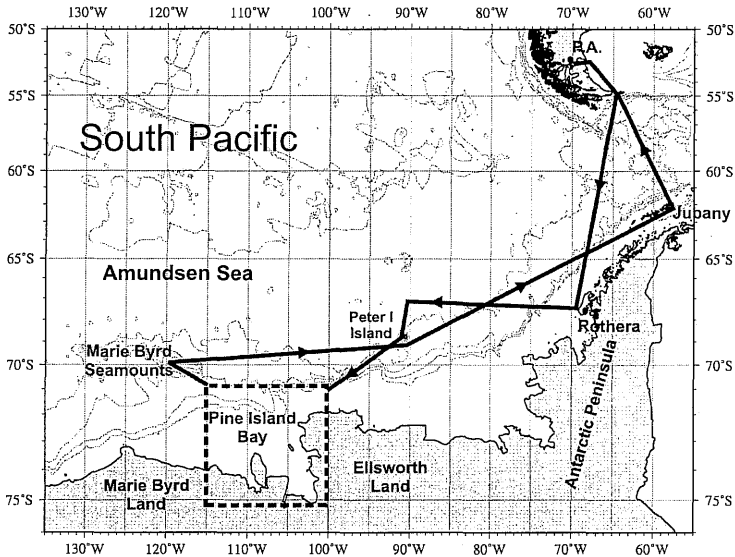 135°W 130°W 120°W 110°W 100°W 90°W 80°W 70°W 60°W
50°S 50°S
P.A.
55°S 55°S
South Pacific
60°S 60°S
Jubany
65°S 65°S
Amundsen Sea
Peter I
Island
Rothera
Marie Byrd
Seamounts
70°S 70°S
Antarctic Peninsula
Pine Island
Bay
Ellsworth
Land
Marie Byrd
Land
75°S 75°S
135°W 130°W 120°W 110°W 100°W 90°W 80°W 70°W 60°W